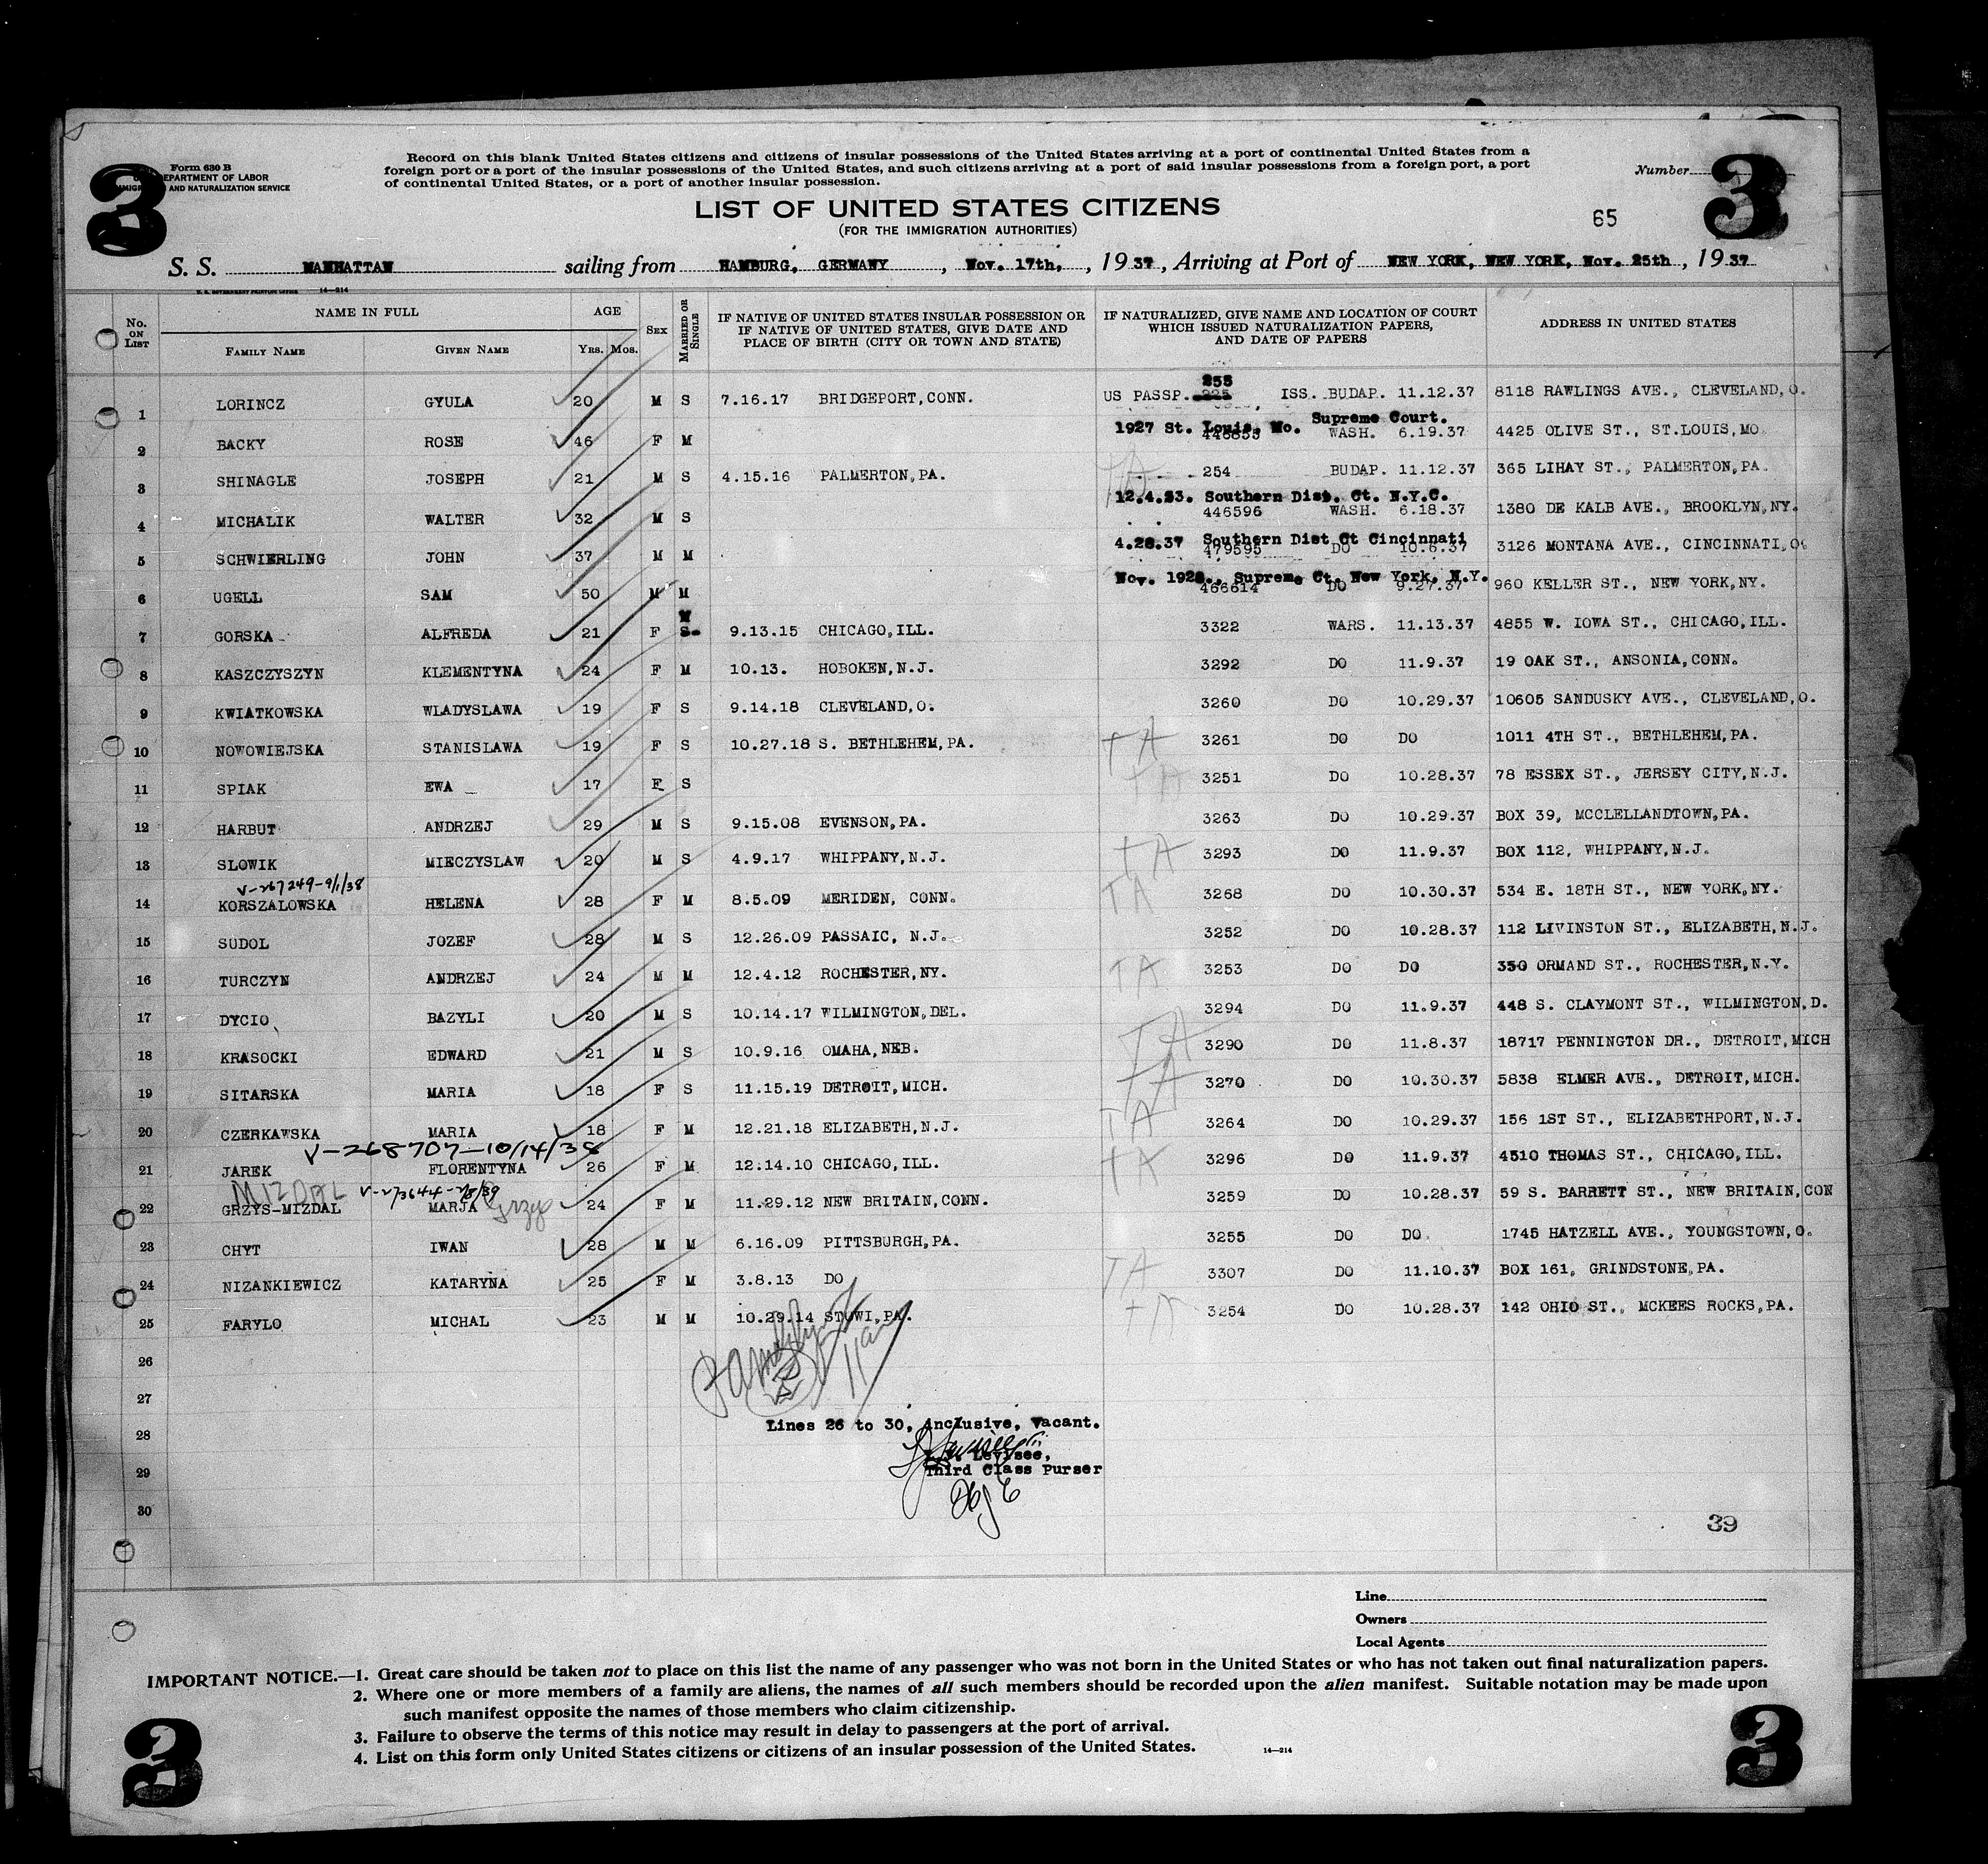 3
3
Form 630 B
DEPARTMENT OF LABOR
AND NATURALIZATION SERVICE
Record on this blank United States citizens and citizens of insular possessions of the United States arriving at a port of continental United States from a
foreign port or a port of the insular possessions of the United States, and such citizens arriving at a port of said insular possessions from a foreign port, a port
of continental United States, or a port of another insular possession.
Number
LIST OF UNITED STATES CITIZENS
(FOR THE IMMIGRATION AUTHORITIES)
65
S. S. MANHATTAN sailing from HAMBURG, GERMANY, Nov. 17th, , 1937, Arriving at Port of NEW YORK, NEW YORK, Nov. 25th, 1937
U. S. GOVERNMENT PRINTING OFFICE 14—214
No. ON LIST NAME IN FULL FAMILY NAME GIVEN NAME AGE YRS. MOS. SEX MARRIED OR SINGLE IF NATIVE OF UNITED STATES INSULAR POSSESSION OR IF NATIVE OF UNITED STATES, GIVE DATE AND PLACE OF BIRTH (CITY OR TOWN AND STATE) IF NATURALIZED, GIVE NAME AND LOCATION OF COURT WHICH ISSUED NATURALIZATION PAPERS, AND DATE OF PAPERS ADDRESS IN UNITED STATES
255
1 LORINCZ GYULA 20 M S 7.16.17 BRIDGEPORT,CONN. US PASSP. ISS. BUDAP. 11.12.37 8118 RAWLINGS AVE., CLEVELAND,O.
1927 St. Louis, Mo. Supreme Court.
2 BACKY ROSE 46 F M 446855 WASH. 6.19.37 4425 OLIVE ST., ST.LOUIS,MO
3 SHINAGLE JOSEPH 21 M S 4.15.16 PALMERTON,PA. TA 254 BUDAP. 11.12.37 365 LIHAY ST., PALMERTON,PA.
12.4.23. Southern Dist. Ct. N.Y.C.
4 MICHALIK WALTER 32 M S 446596 WASH. 6.18.37 1380 DE KALB AVE., BROOKLYN,NY.
4.28.37 Southern Dist Ct Cincinnati
5 SCHWIERLING JOHN 37 M M 479595 DO 10.6.37 3126 MONTANA AVE., CINCINNATI,O.
Nov. 1928., Supreme Ct. New York, N.Y.
6 UGELL SAM 50 M M 466614 DO 9.27.37 960 KELLER ST., NEW YORK,NY.
7 GORSKA ALFREDA 21 F S M 9.13.15 CHICAGO,ILL. 3322 WARS. 11.13.37 4855 W. IOWA ST., CHICAGO,ILL.
8 KASZCZYSZYN KLEMENTYNA 24 F M 10.13. HOBOKEN,N.J. 3292 DO 11.9.37 19 OAK ST., ANSONIA,CONN.
9 KWIATKOWSKA WLADYSLAWA 19 F S 9.14.18 CLEVELAND,O. 3260 DO 10.29.37 10605 SANDUSKY AVE., CLEVELAND,O.
10 NOWOWIEJSKA STANISLAWA 19 F S 10.27.18 S. BETHLEHEM,PA. TA 3261 DO DO 1011 4TH ST., BETHLEHEM,PA.
11 SPIAK EWA 17 F S TA 3251 DO 10.28.37 78 ESSEX ST., JERSEY CITY,N.J.
12 HARBUT ANDRZEJ 29 M S 9.15.08 EVENSON,PA. 3263 DO 10.29.37 BOX 39, MCCLELLANDTOWN,PA.
13 SLOWIK MIECZYSLAW 20 M S 4.9.17 WHIPPANY,N.J. TA 3293 DO 11.9.37 BOX 112, WHIPPANY,N.J.
V-267249-9/1/38
14 KORSZALOWSKA HELENA 28 F M 8.5.09 MERIDEN, CONN. TA 3268 DO 10.30.37 534 E. 18TH ST., NEW YORK,NY.
15 SUDOL JOZEF 28 M S 12.26.09 PASSAIC, N.J. 3252 DO 10.28.37 112 LIVINSTON ST., ELIZABETH,N.J.
16 TURCZYN ANDRZEJ 24 M M 12.4.12 ROCHESTER,NY. TA 3253 DO DO 350 ORMAND ST., ROCHESTER,N.Y.
17 DYCIO BAZYLI 20 M S 10.14.17 WILMINGTON,DEL. 3294 DO 11.9.37 448 S. CLAYMONT ST., WILMINGTON,D.
18 KRASOCKI EDWARD 21 M S 10.9.16 OMAHA,NEB. TA 3290 DO 11.8.37 18717 PENNINGTON DR., DETROIT,MICH
19 SITARSKA MARIA 18 F S 11.15.19 DETROIT,MICH. TA 3270 DO 10.30.37 5838 ELMER AVE., DETROIT,MICH.
20 CZERKAWSKA MARIA 18 F M 12.21.18 ELIZABETH,N.J. TA 3264 DO 10.29.37 156 1ST ST., ELIZABETHPORT,N.J.
V-268707-10/14/38
21 JAREK FLORENTYNA 26 F M 12.14.10 CHICAGO,ILL. TA 3296 DO 11.9.37 4510 THOMAS ST., CHICAGO,ILL.
MIZDAL V-273644-2/8/39
22 GRZYS-MIZDAL MARJA Grzys 24 F M 11.29.12 NEW BRITAIN,CONN. 3259 DO 10.28.37 59 S. BARRETT ST., NEW BRITAIN,CON
23 CHYT IWAN 28 M M 6.16.09 PITTSBURGH,PA. 3255 DO DO. 1745 HATZELL AVE., YOUNGSTOWN,O.
24 NIZANKIEWICZ KATARYNA 25 F M 3.8.13 DO TA 3307 DO 11.10.37 BOX 161, GRINDSTONE,PA.
25 FARYLO MICHAL 23 M M 10.29.14 STOWI,PA. TA 3254 DO 10.28.37 142 OHIO ST., MCKEES ROCKS,PA.
26
27
Lines 26 to 30, inclusive, Vacant.
28
Levisee,
29 Third Class Purser
30
39
Line
Owners
Local Agents
IMPORTANT NOTICE.—1. Great care should be taken not to place on this list the name of any passenger who was not born in the United States or who has not taken out final naturalization papers.
2. Where one or more members of a family are aliens, the names of all such members should be recorded upon the alien manifest. Suitable notation may be made upon
such manifest opposite the names of those members who claim citizenship.
3. Failure to observe the terms of this notice may result in delay to passengers at the port of arrival.
4. List on this form only United States citizens or citizens of an insular possession of the United States. 14—214
3
3